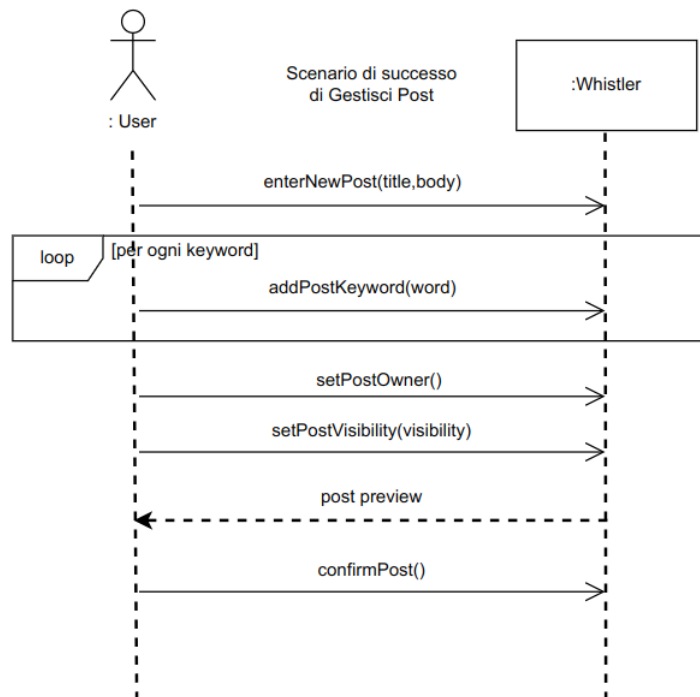 Scenario di successo
di Gestisci Post
:Whistler
: User
enterNewPost(title,body)
loop
[per ogni keyword]
addPostKeyword(word)
setPostOwner()
setPostVisibility(visibility)
post preview
confirmPost()